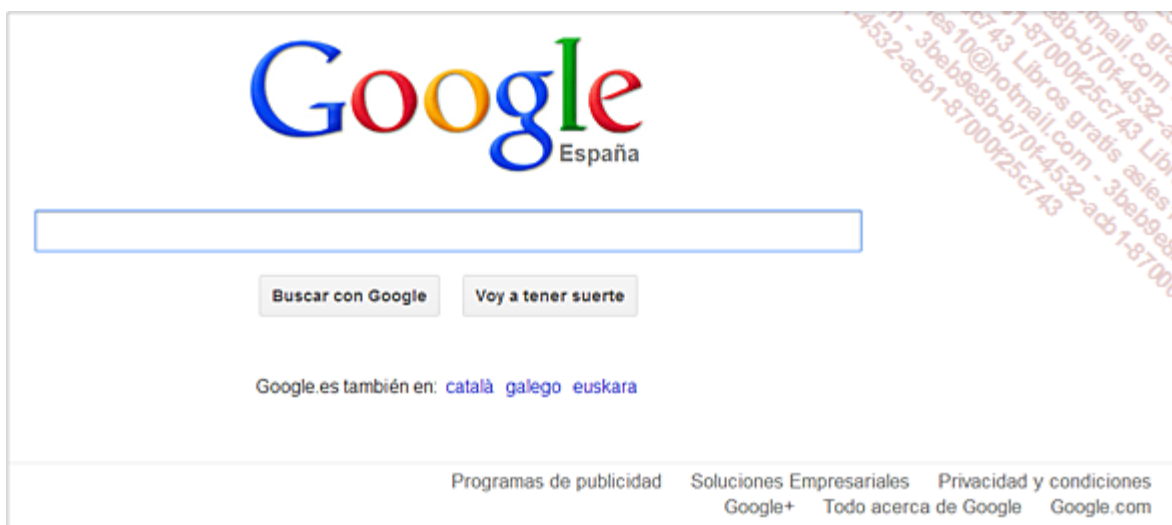 Google
España
Buscar con Google Voy a tener suerte
Google.es también en: català galego euskara
Programas de publicidad Soluciones Empresariales Privacidad y condiciones
Google+ Todo acerca de Google Google.com